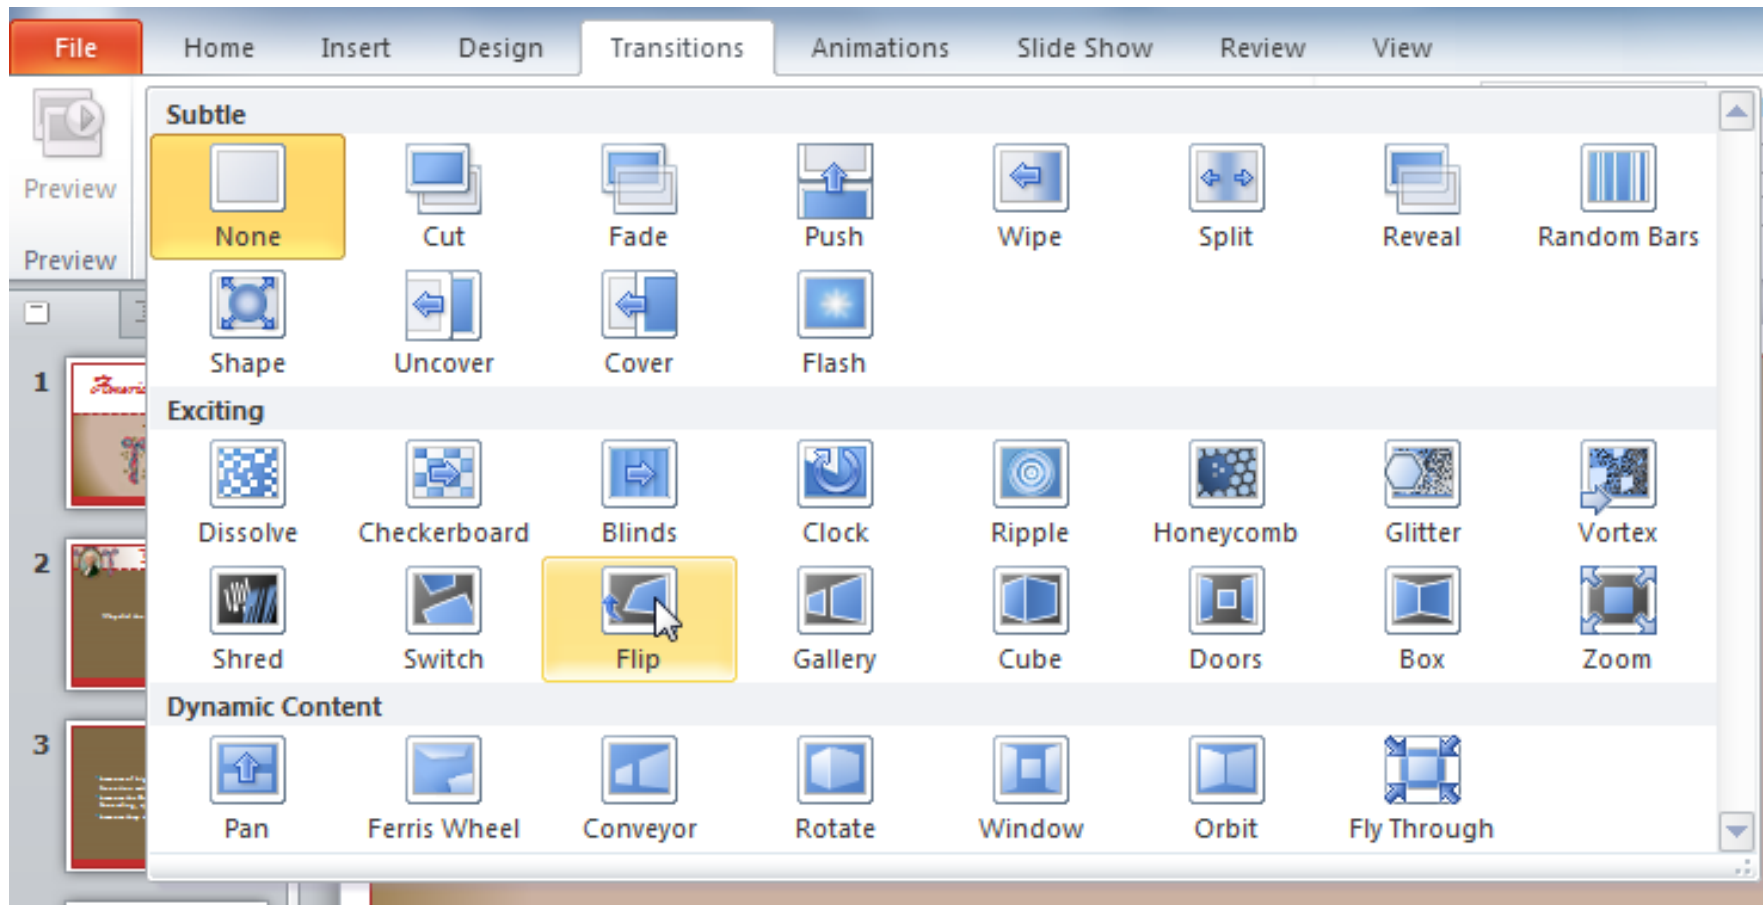 File Home Insert Design Transitions Animations Slide Show Review View
Preview
Preview
Subtle
None Cut Fade Push Wipe Split Reveal Random Bars
Shape Uncover Cover Flash
Exciting
Dissolve Checkerboard Blinds Clock Ripple Honeycomb Glitter Vortex
Shred Switch Flip Gallery Cube Doors Box Zoom
Dynamic Content
Pan Ferris Wheel Conveyor Rotate Window Orbit Fly Through
1
2
3